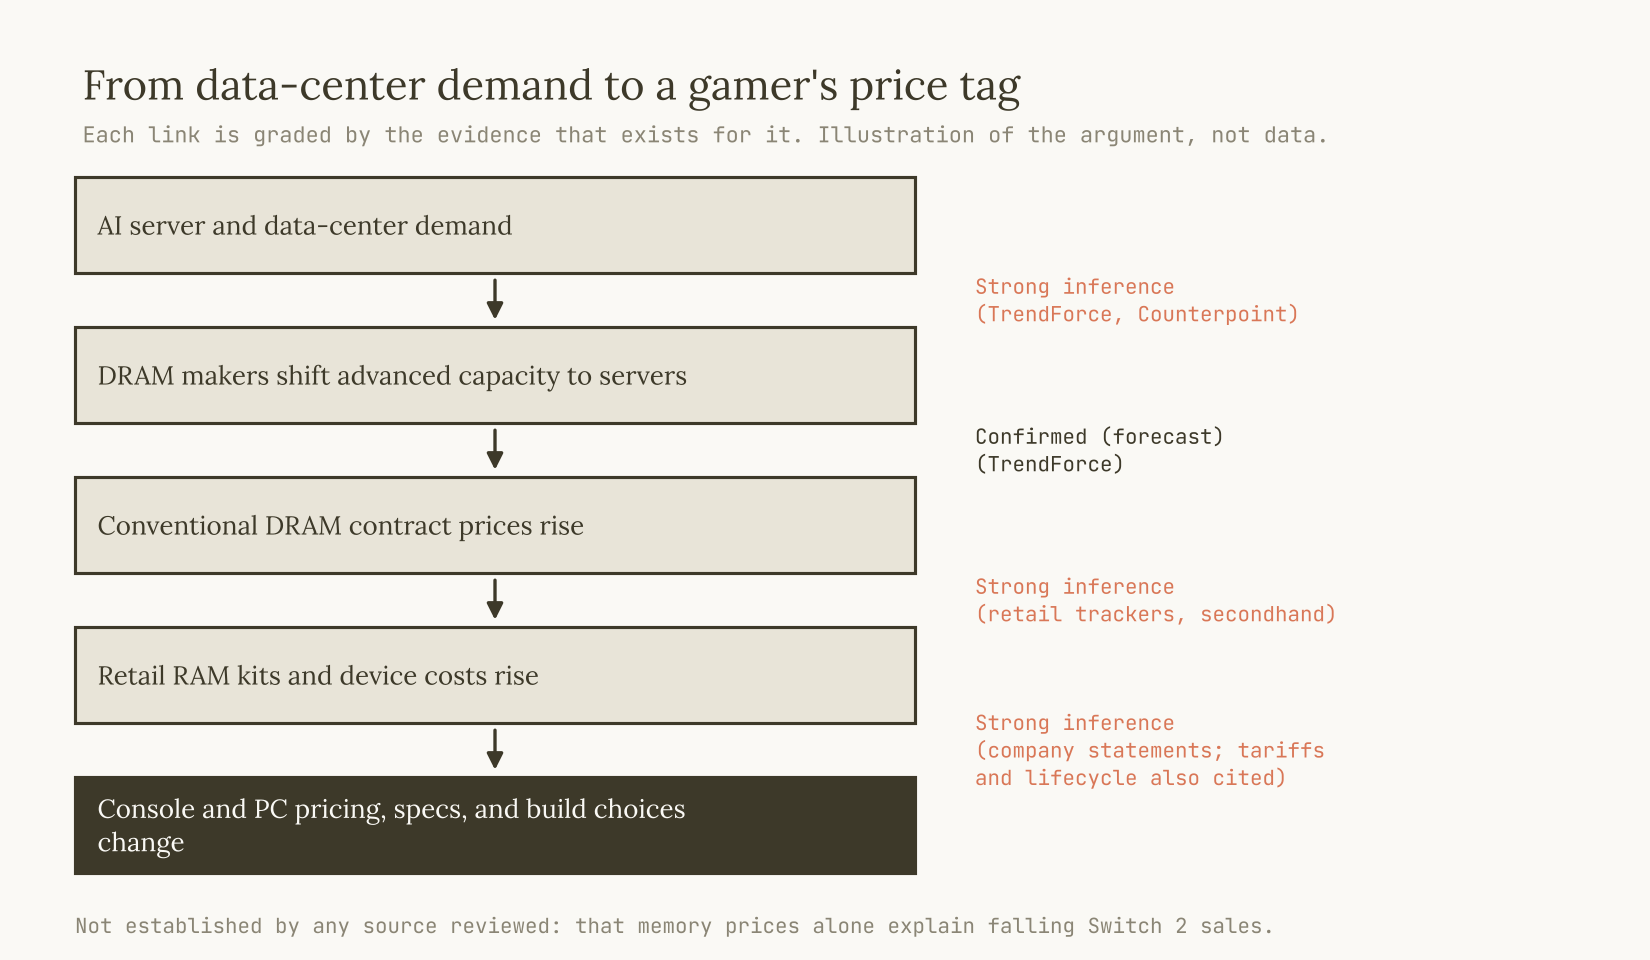 From data-center demand to a gamer's price tag
Each link is graded by the evidence that exists for it. Illustration of the argument, not data.
AI server and data-center demand
Strong inference
(TrendForce, Counterpoint)
DRAM makers shift advanced capacity to servers
Confirmed (forecast)
(TrendForce)
Conventional DRAM contract prices rise
Strong inference
(retail trackers, secondhand)
Retail RAM kits and device costs rise
Strong inference
(company statements; tariffs
and lifecycle also cited)
Console and PC pricing, specs, and build choices
change
Not established by any source reviewed: that memory prices alone explain falling Switch 2 sales.